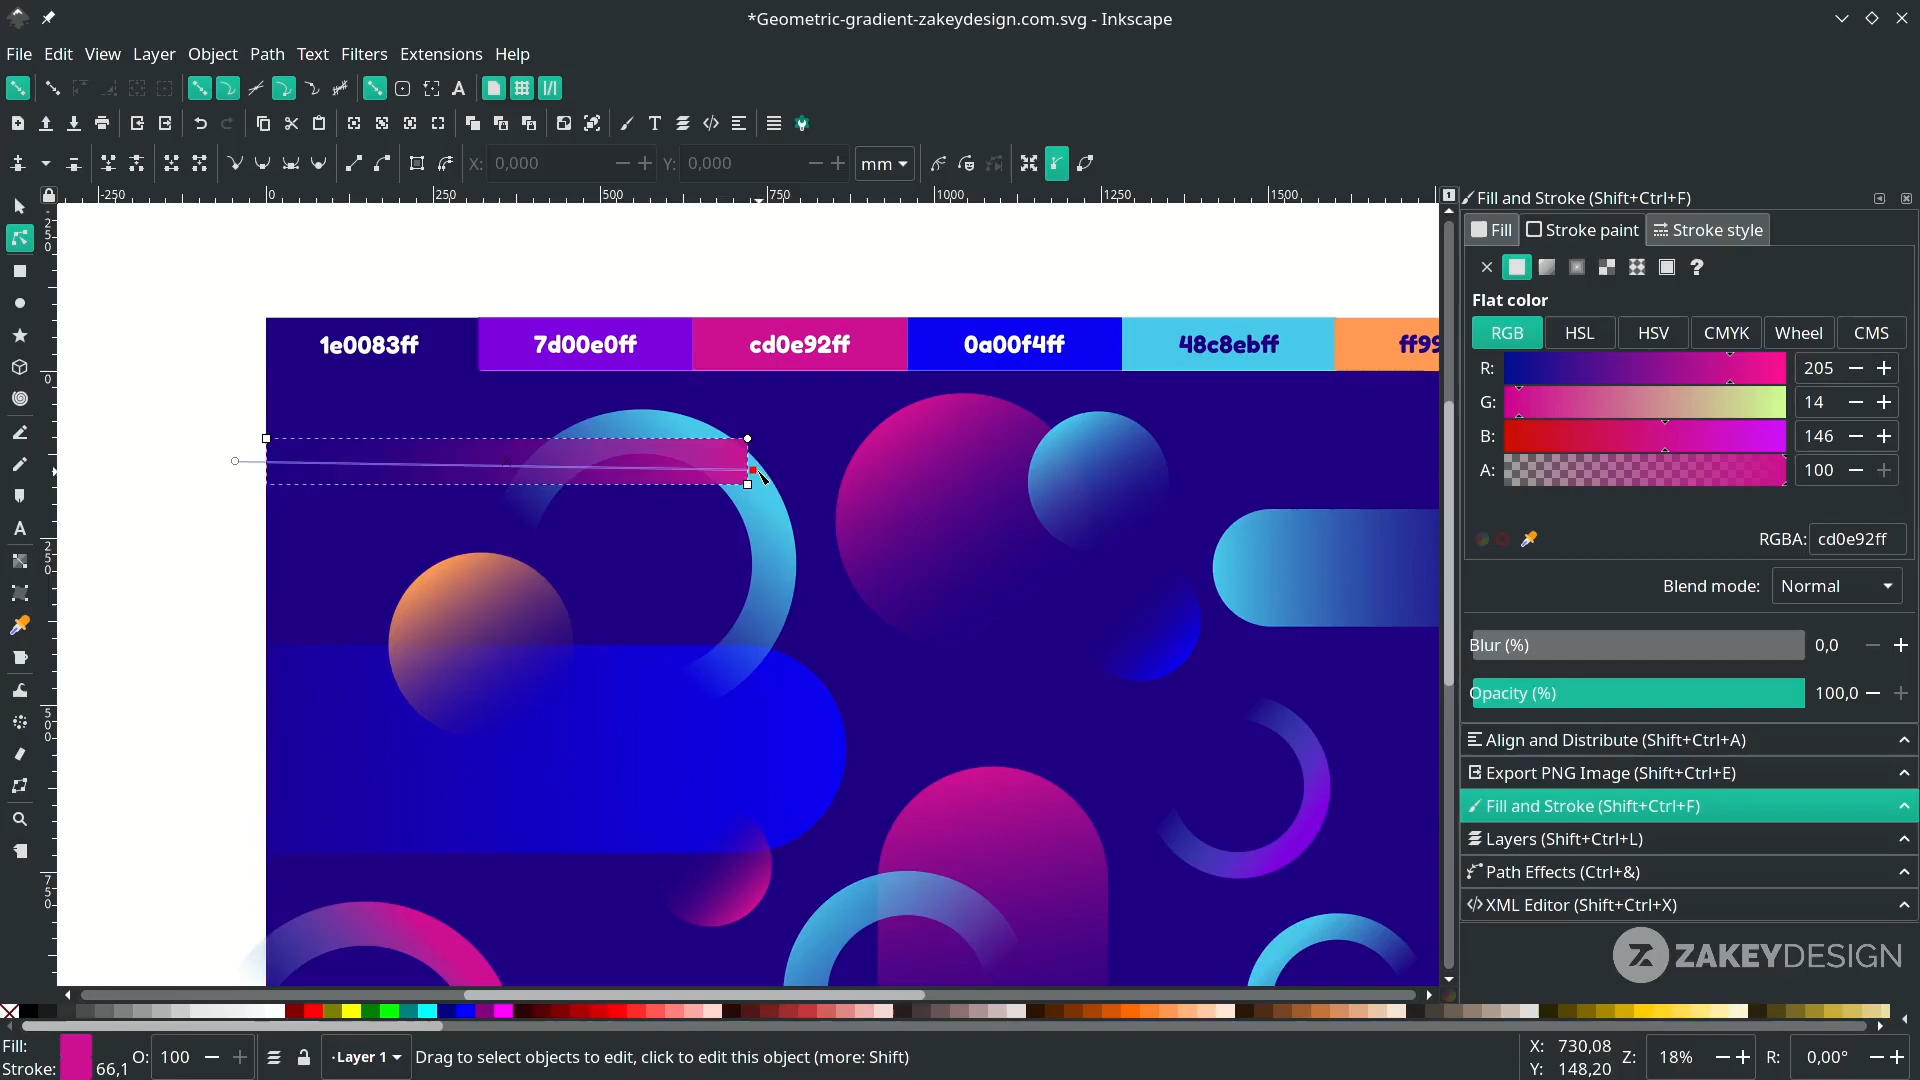 *Geometric-gradient-zakeydesign.com.svg - Inkscape
File Edit View Layer Object Path Text Filters Extensions Help
X: 0,000 Y: 0,000 mm
-250 0 250 500 750 1000 1250 1500
Fill and Stroke (Shift+Ctrl+F)
Fill Stroke paint Stroke style
Flat color
RGB HSL HSV CMYK Wheel CMS
R: 205
G: 14
B: 146
A: 100
RGBA: cd0e92ff
Blend mode: Normal
Blur (%) 0,0
Opacity (%) 100,0
Align and Distribute (Shift+Ctrl+A)
Export PNG Image (Shift+Ctrl+E)
Fill and Stroke (Shift+Ctrl+F)
Layers (Shift+Ctrl+L)
Path Effects (Ctrl+&)
XML Editor (Shift+Ctrl+X)
1e0083ff 7d00e0ff cd0e92ff 0a00f4ff 48c8ebff ff99
250
0
250
500
750
ZAKEYDESIGN
Fill:
Stroke: 66,1
O: 100
·Layer 1
Drag to select objects to edit, click to edit this object (more: Shift)
X: 730,08
Y: 148,20
Z: 18%
R: 0,00°